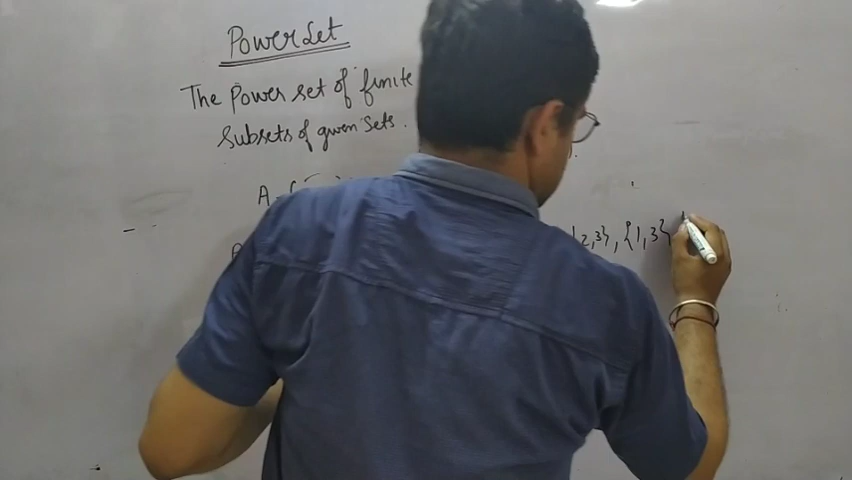 Power Set
The Power set of finite
subsets of given sets.
A = {
2,3}, {1,3}